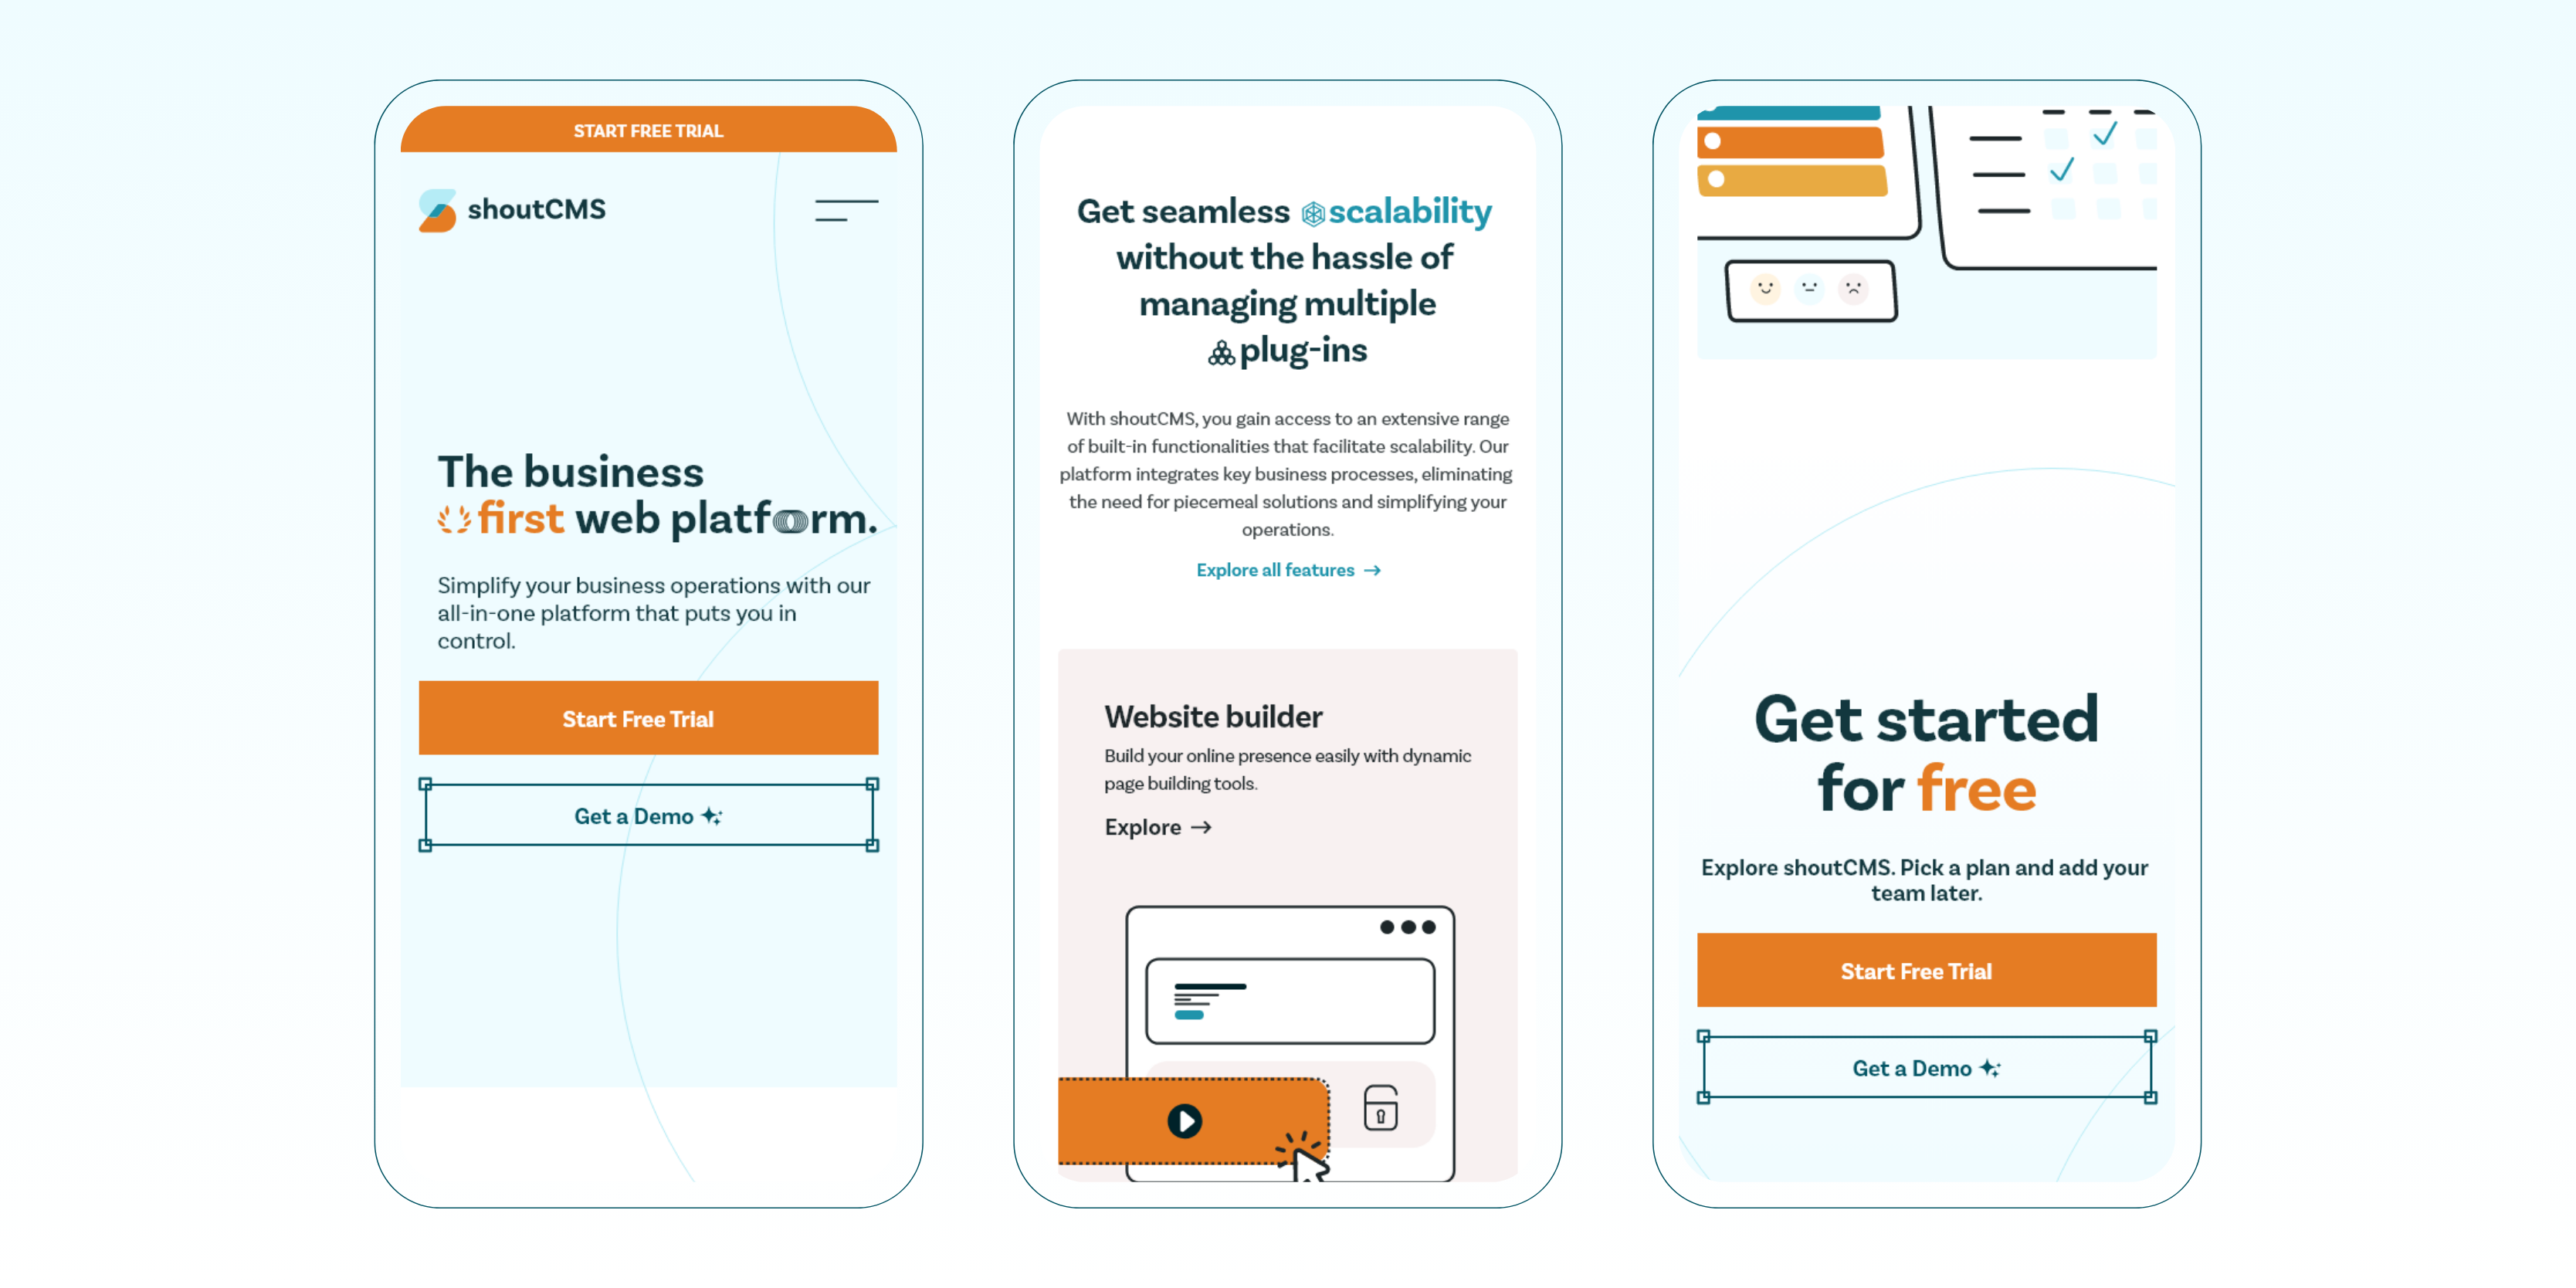 START FREE TRIAL
shoutCMS
The business
first web platform.
Simplify your business operations with our
all-in-one platform that puts you in
control.
Start Free Trial
Get a Demo
Get seamless scalability
without the hassle of
managing multiple
plug-ins
With shoutCMS, you gain access to an extensive range
of built-in functionalities that facilitate scalability. Our
platform integrates key business processes, eliminating
the need for piecemeal solutions and simplifying your
operations.
Explore all features →
Website builder
Build your online presence easily with dynamic
page building tools.
Explore →
Get started
for free
Explore shoutCMS. Pick a plan and add your
team later.
Start Free Trial
Get a Demo